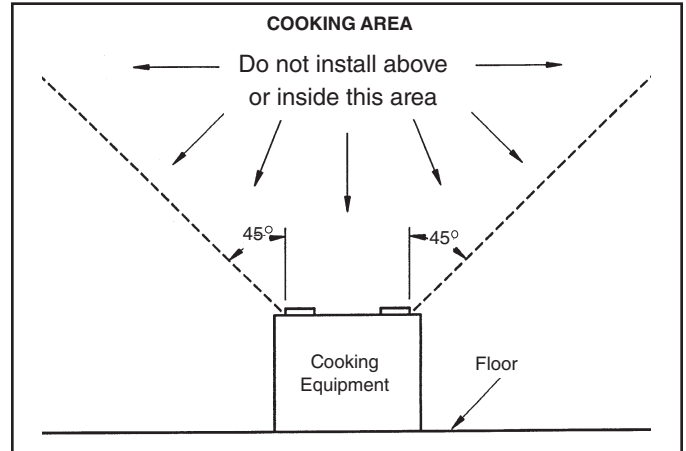 COOKING AREA
Do not install above
or inside this area
45°
45°
Cooking
Equipment
Floor